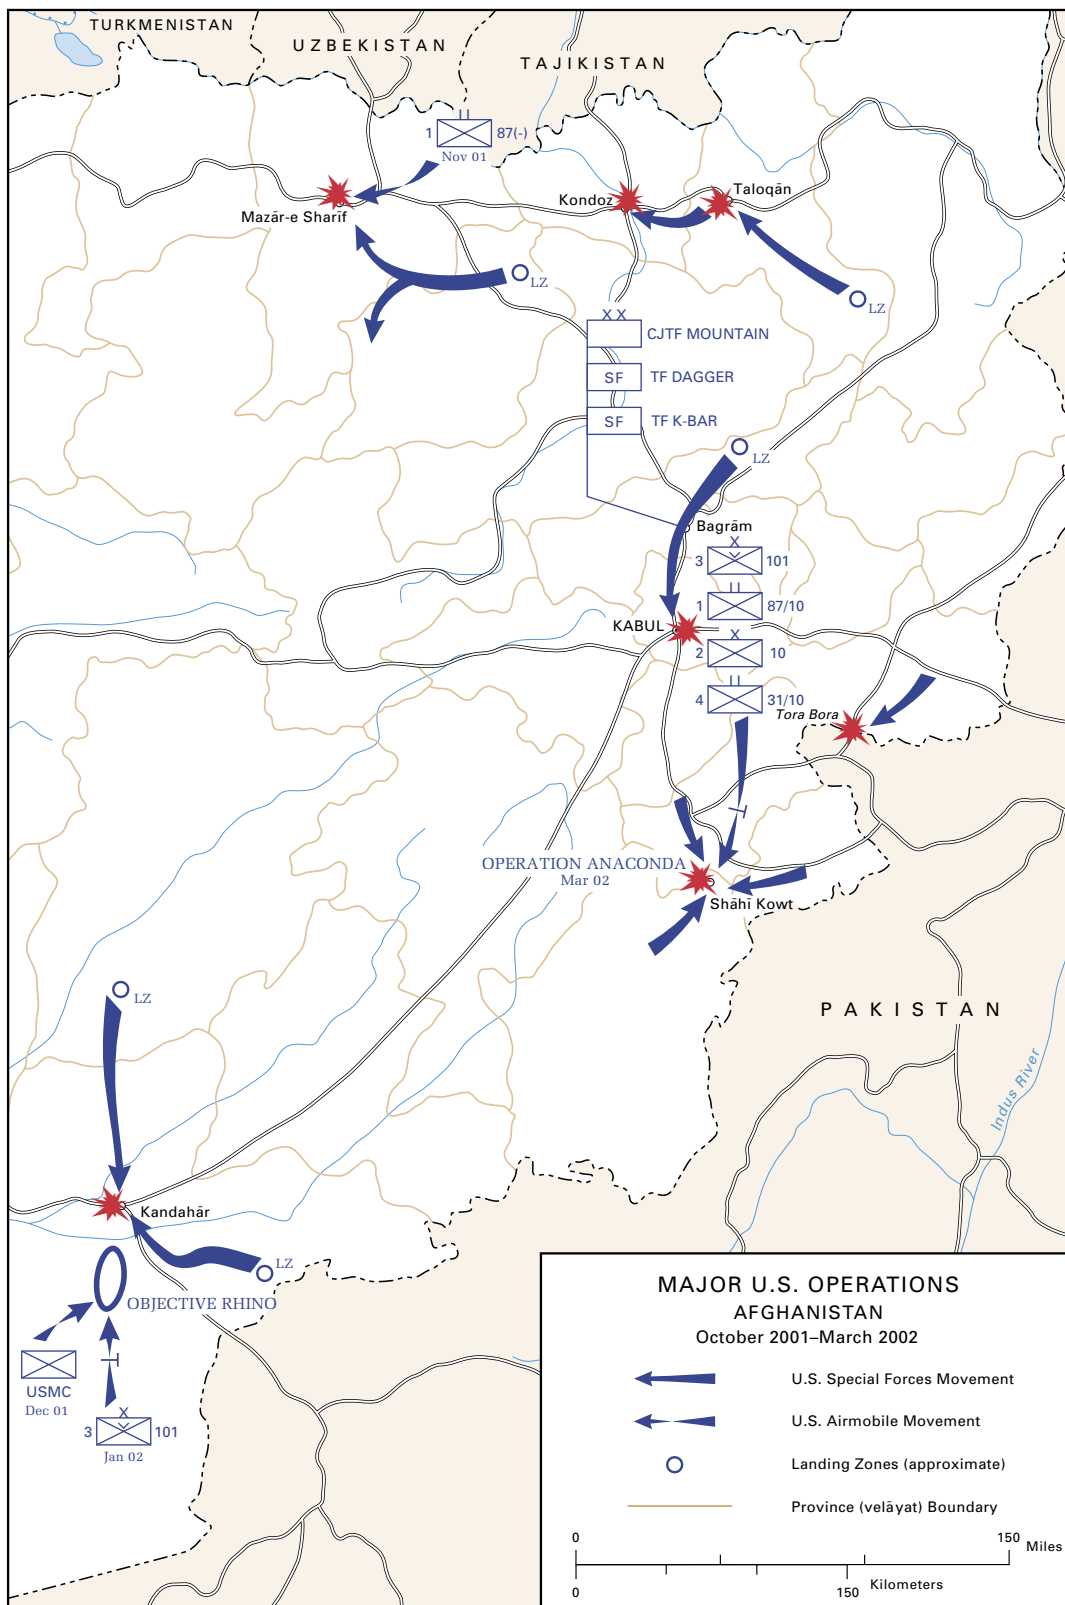 TURKMENISTAN
UZBEKISTAN
TAJIKISTAN
1 87(-)
Nov 01
Mazār-e Sharīf
Kondoz
Taloqān
LZ
LZ
XX
CJTF MOUNTAIN
SF TF DAGGER
SF TF K-BAR
LZ
Bagrām
X
3 101
1 87/10
KABUL
X
2 10
4 31/10
Tora Bora
OPERATION ANACONDA
Mar 02
Shāhī Kowt
PAKISTAN
Indus River
LZ
Kandahār
LZ
OBJECTIVE RHINO
USMC
Dec 01
X
3 101
Jan 02
MAJOR U.S. OPERATIONS
AFGHANISTAN
October 2001–March 2002
U.S. Special Forces Movement
U.S. Airmobile Movement
Landing Zones (approximate)
Province (velāyat) Boundary
0 150 Miles
0 150 Kilometers